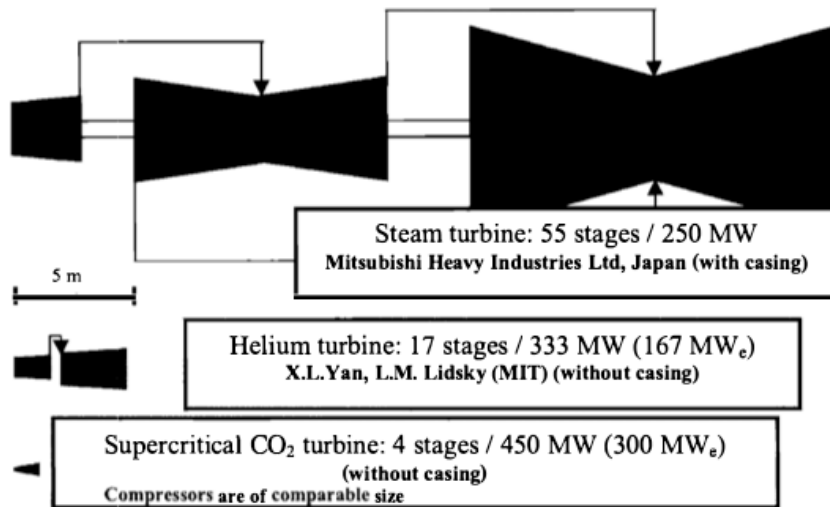 Steam turbine: 55 stages / 250 MW
Mitsubishi Heavy Industries Ltd, Japan (with casing)
5 m
Helium turbine: 17 stages / 333 MW (167 MWₑ)
X.L.Yan, L.M. Lidsky (MIT) (without casing)
Supercritical CO₂ turbine: 4 stages / 450 MW (300 MWₑ)
(without casing)
Compressors are of comparable size